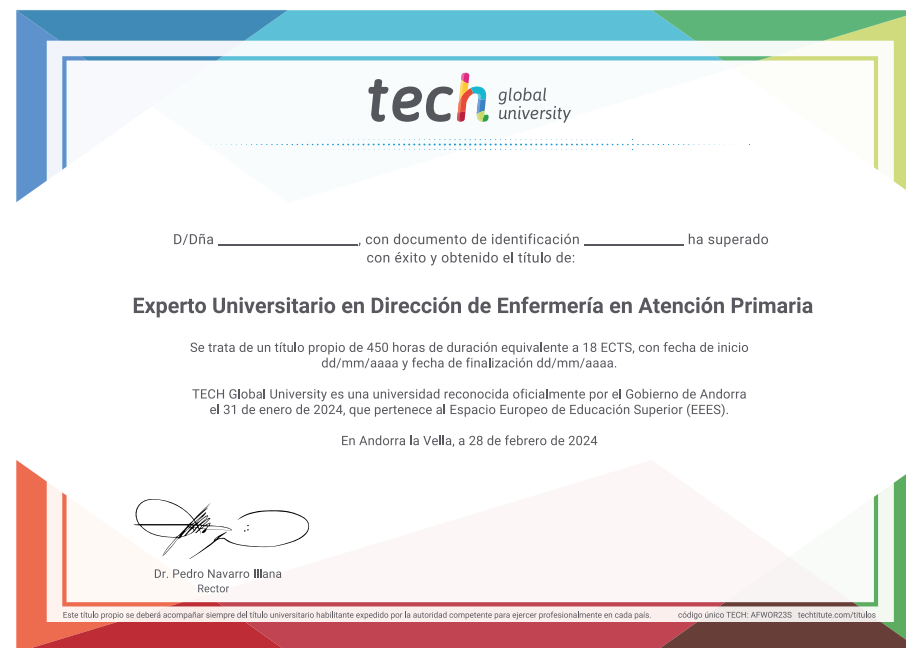 tech global university
D/Dña ____________________, con documento de identificación ______________ ha superado
con éxito y obtenido el título de:
Experto Universitario en Dirección de Enfermería en Atención Primaria
Se trata de un título propio de 450 horas de duración equivalente a 18 ECTS, con fecha de inicio
dd/mm/aaaa y fecha de finalización dd/mm/aaaa.
TECH Global University es una universidad reconocida oficialmente por el Gobierno de Andorra
el 31 de enero de 2024, que pertenece al Espacio Europeo de Educación Superior (EEES).
En Andorra la Vella, a 28 de febrero de 2024
Dr. Pedro Navarro Illana
Rector
Este título propio se deberá acompañar siempre del título universitario habilitante expedido por la autoridad competente para ejercer profesionalmente en cada país. código único TECH: AFWOR23S techtitute.com/titulos